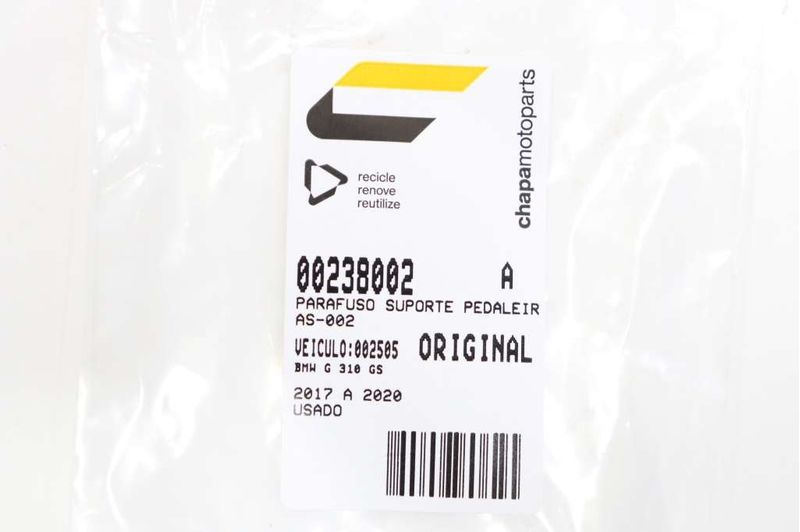 chapamotoparts
recicle
renove
reutilize
00238002 A
PARAFUSO SUPORTE PEDALEIR
AS-002
VEICULO:002505 ORIGINAL
BMW G 310 GS
2017 A 2020
USADO